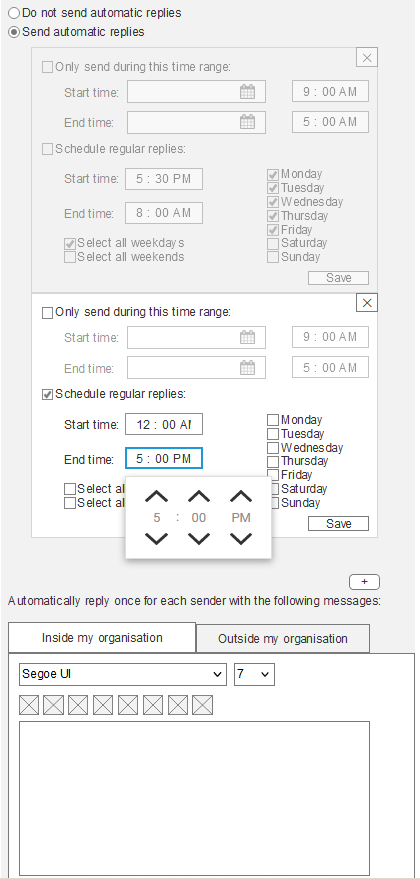 Do not send automatic replies
Send automatic replies
Only send during this time range:
Start time: 9 : 00 AM
End time: 5 : 00 AM
Schedule regular replies:
Start time: 5 : 30 PM
End time: 8 : 00 AM
Monday
Tuesday
Wednesday
Thursday
Friday
Select all weekdays Saturday
Select all weekends Sunday
Save
Only send during this time range:
Start time: 9 : 00 AM
End time: 5 : 00 AM
Schedule regular replies:
Start time: 12 : 00 AM
End time: 5 : 00 PM
Monday
Tuesday
Wednesday
Thursday
Friday
Select al Saturday
Select al Sunday
5 : 00 PM
Save
+
Automatically reply once for each sender with the following messages:
Inside my organisation Outside my organisation
Segoe UI 7